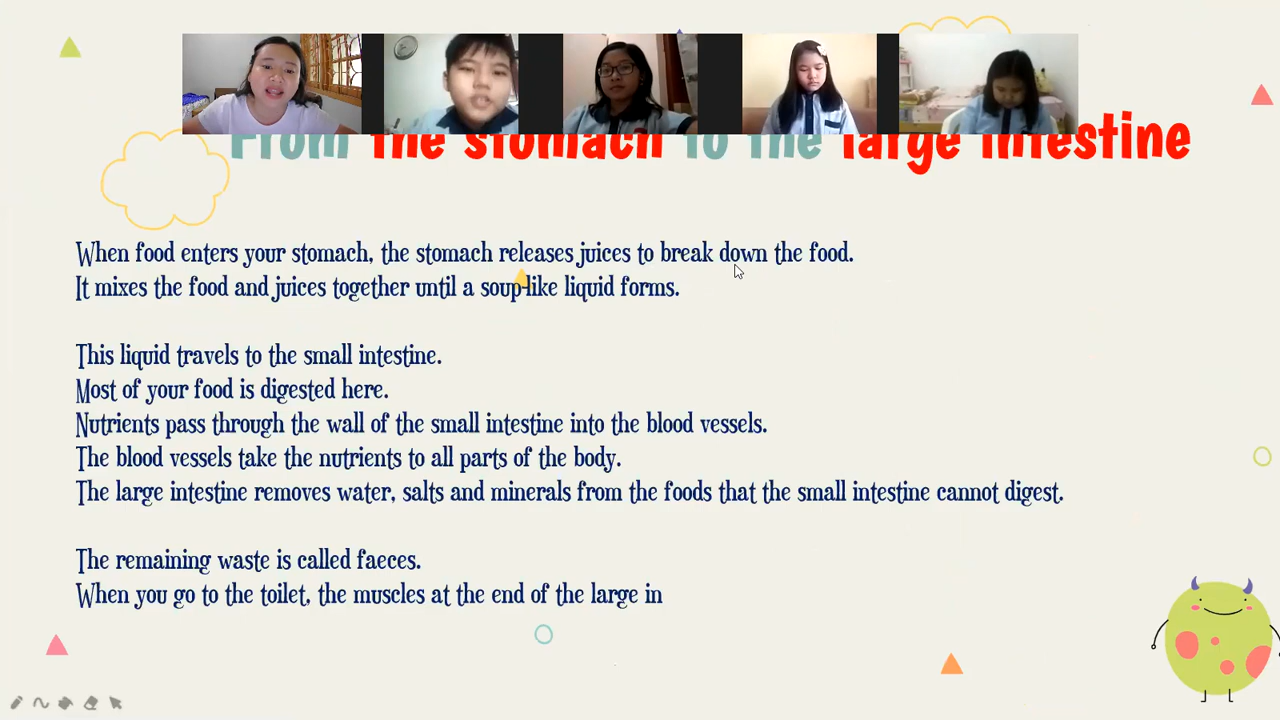 From the stomach to the large intestine
When food enters your stomach, the stomach releases juices to break down the food.
It mixes the food and juices together until a soup-like liquid forms.
This liquid travels to the small intestine.
Most of your food is digested here.
Nutrients pass through the wall of the small intestine into the blood vessels.
The blood vessels take the nutrients to all parts of the body.
The large intestine removes water, salts and minerals from the foods that the small intestine cannot digest.
The remaining waste is called faeces.
When you go to the toilet, the muscles at the end of the large in